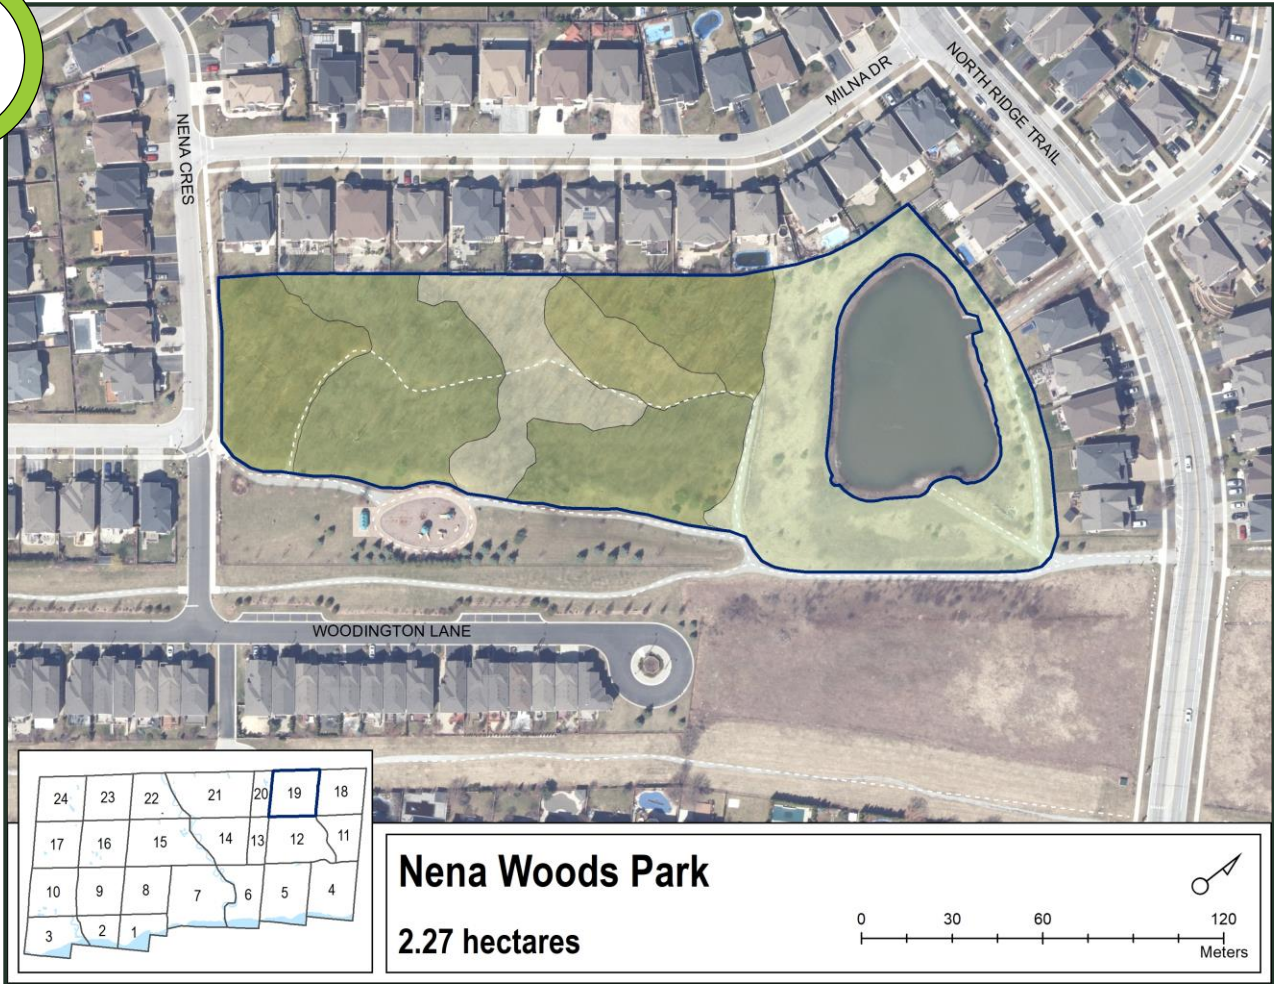 MILNA DR
NORTH RIDGE TRAIL
NENA CRES
WOODINGTON LANE
24 23 22 21 20 19 18
17 16 15 14 13 12 11
10 9 8 7 6 5 4
3 2 1
Nena Woods Park
2.27 hectares
0 30 60 120
Meters